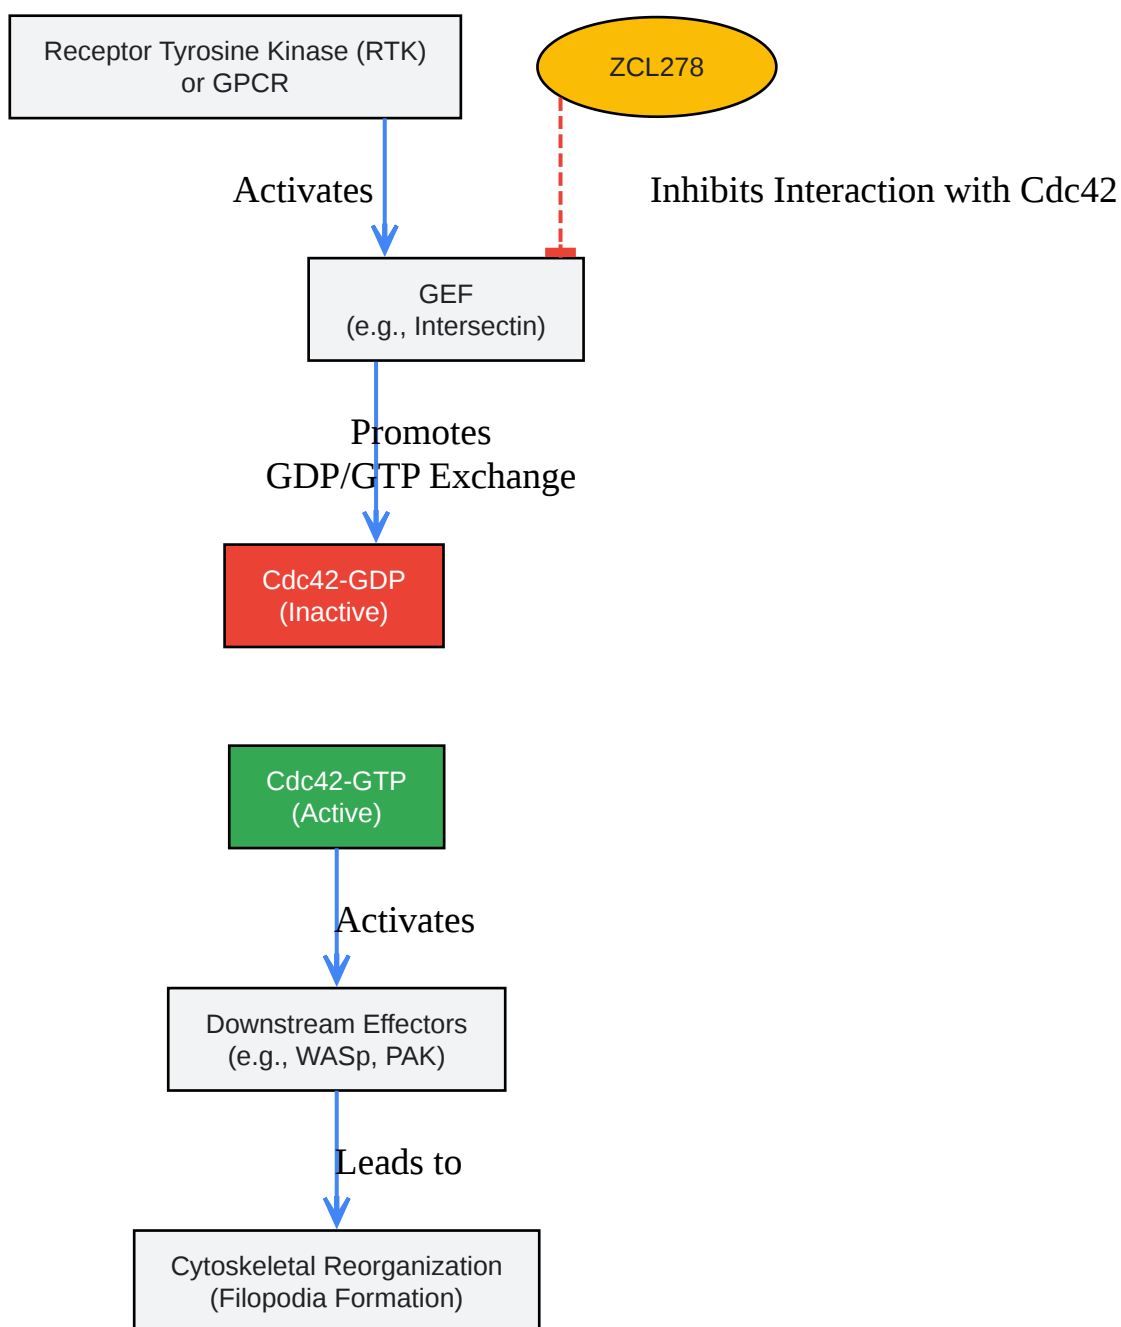 Receptor Tyrosine Kinase (RTK)
or GPCR
ZCL278
Activates
Inhibits Interaction with Cdc42
GEF
(e.g., Intersectin)
Promotes
GDP/GTP Exchange
Cdc42-GDP
(Inactive)
Cdc42-GTP
(Active)
Activates
Downstream Effectors
(e.g., WASp, PAK)
Leads to
Cytoskeletal Reorganization
(Filopodia Formation)